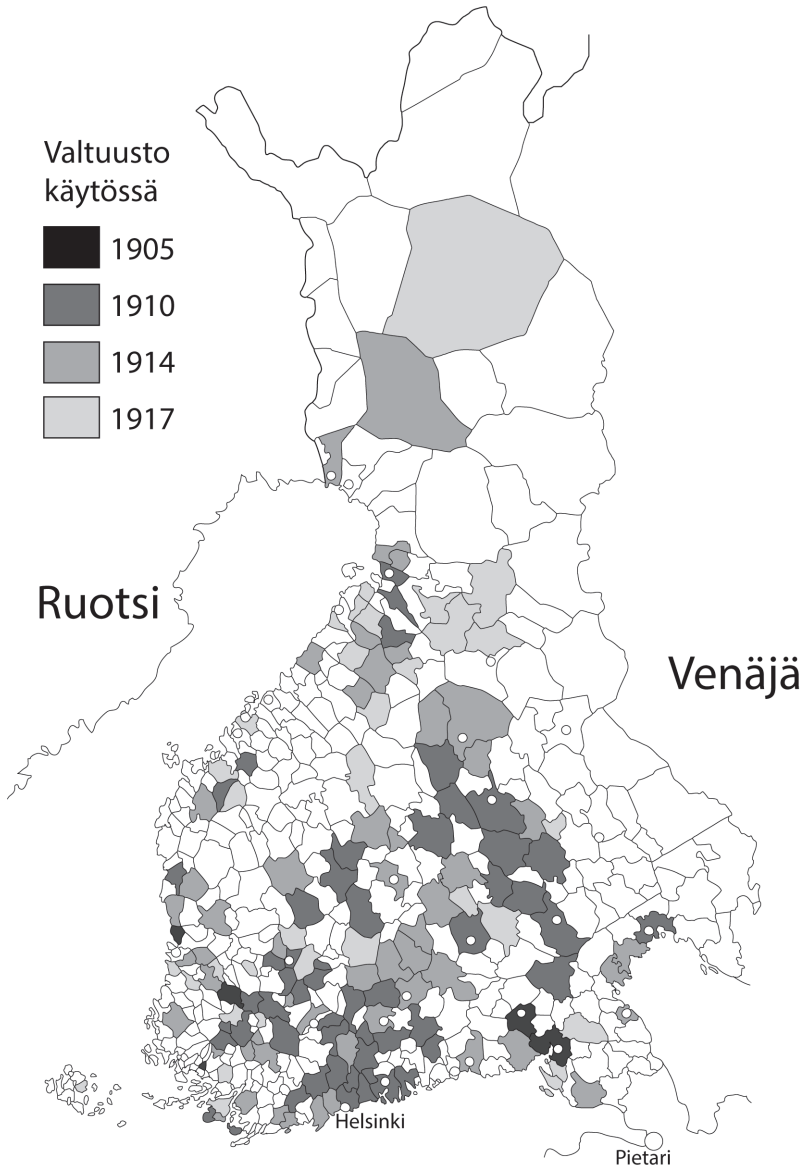 Valtuusto
käytössä
1905
1910
1914
1917
Ruotsi
Venäjä
Helsinki
Pietari